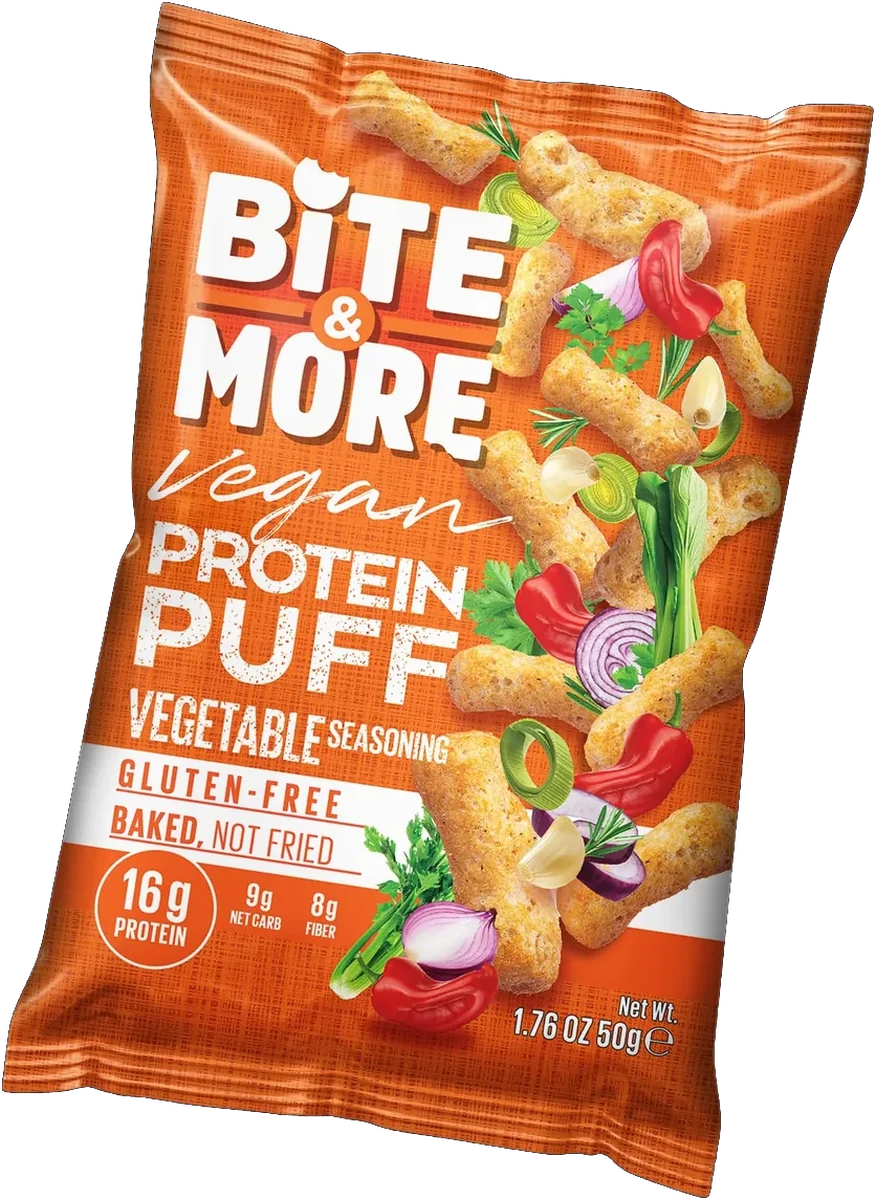 BiTE
&
MORE
Vegan
PROTEIN
PUFF
VEGETABLE SEASONING
GLUTEN-FREE
BAKED, NOT FRIED
16g
PROTEIN
9g
NET CARB
8g
FIBER
Net Wt.
1.76 OZ 50g ℮